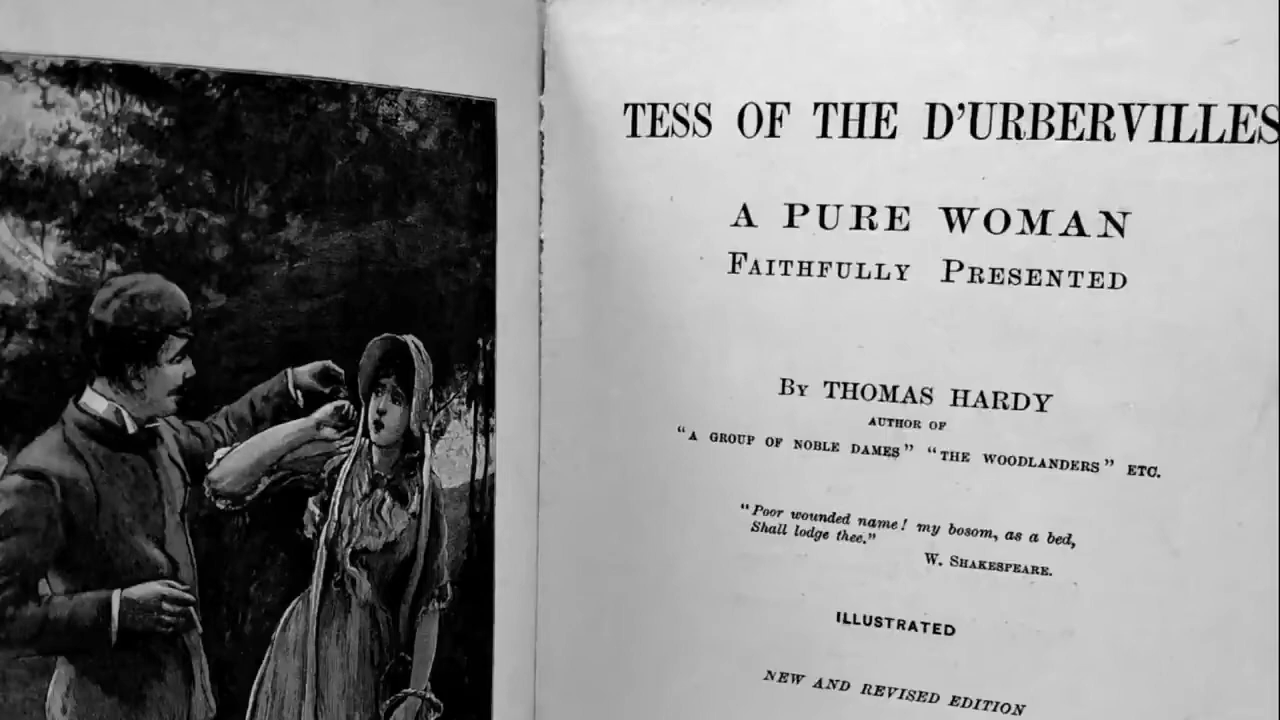 TESS OF THE D'URBERVILLES
A PURE WOMAN
FAITHFULLY PRESENTED
BY THOMAS HARDY
AUTHOR OF
"A GROUP OF NOBLE DAMES" "THE WOODLANDERS" ETC.
"Poor wounded name! my bosom, as a bed,
Shall lodge thee."
W. SHAKESPEARE.
ILLUSTRATED
NEW AND REVISED EDITION